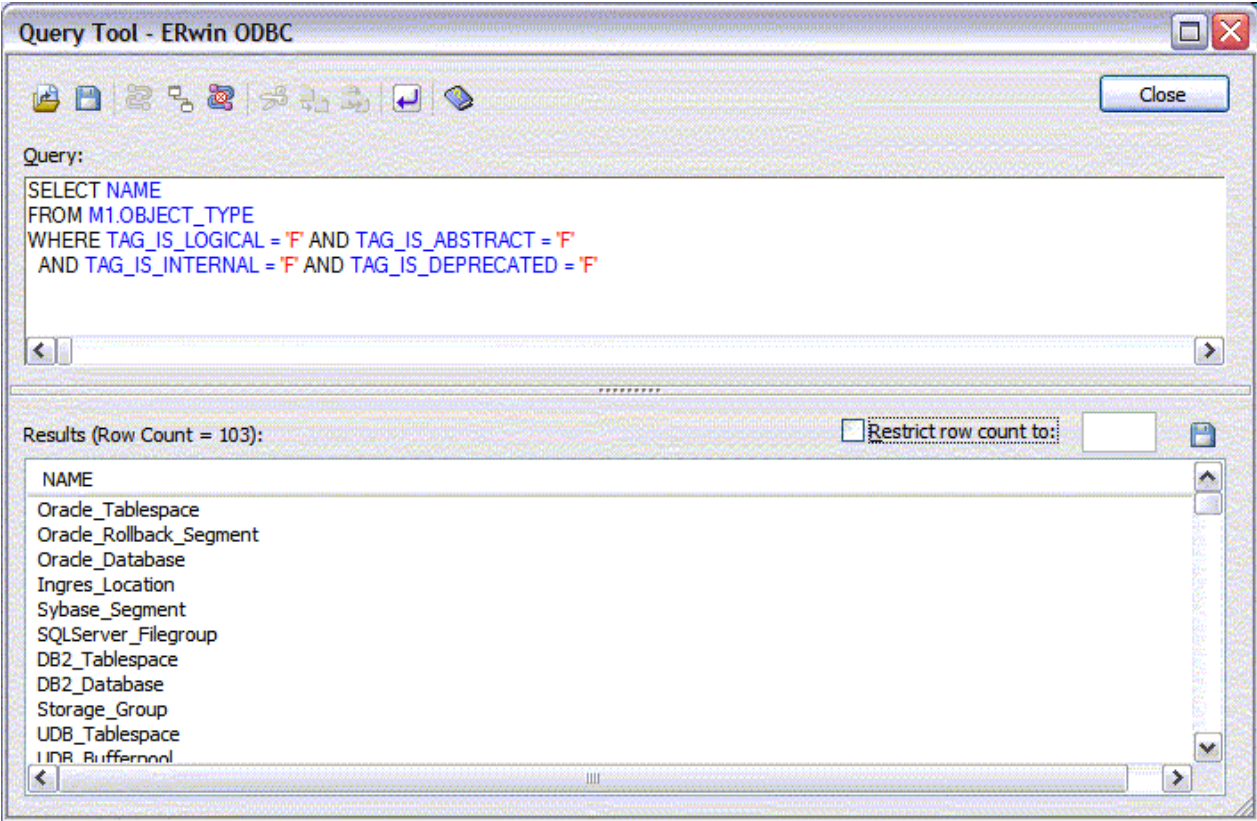 Query Tool - ERwin ODBC
Close
Query:
SELECT NAME
FROM M1.OBJECT_TYPE
WHERE TAG_IS_LOGICAL = 'F' AND TAG_IS_ABSTRACT = 'F'
AND TAG_IS_INTERNAL = 'F' AND TAG_IS_DEPRECATED = 'F'
Results (Row Count = 103):
Restrict row count to:
NAME
Oracle_Tablespace
Oracle_Rollback_Segment
Oracle_Database
Ingres_Location
Sybase_Segment
SQLServer_Filegroup
DB2_Tablespace
DB2_Database
Storage_Group
UDB_Tablespace
UDB_Bufferpool